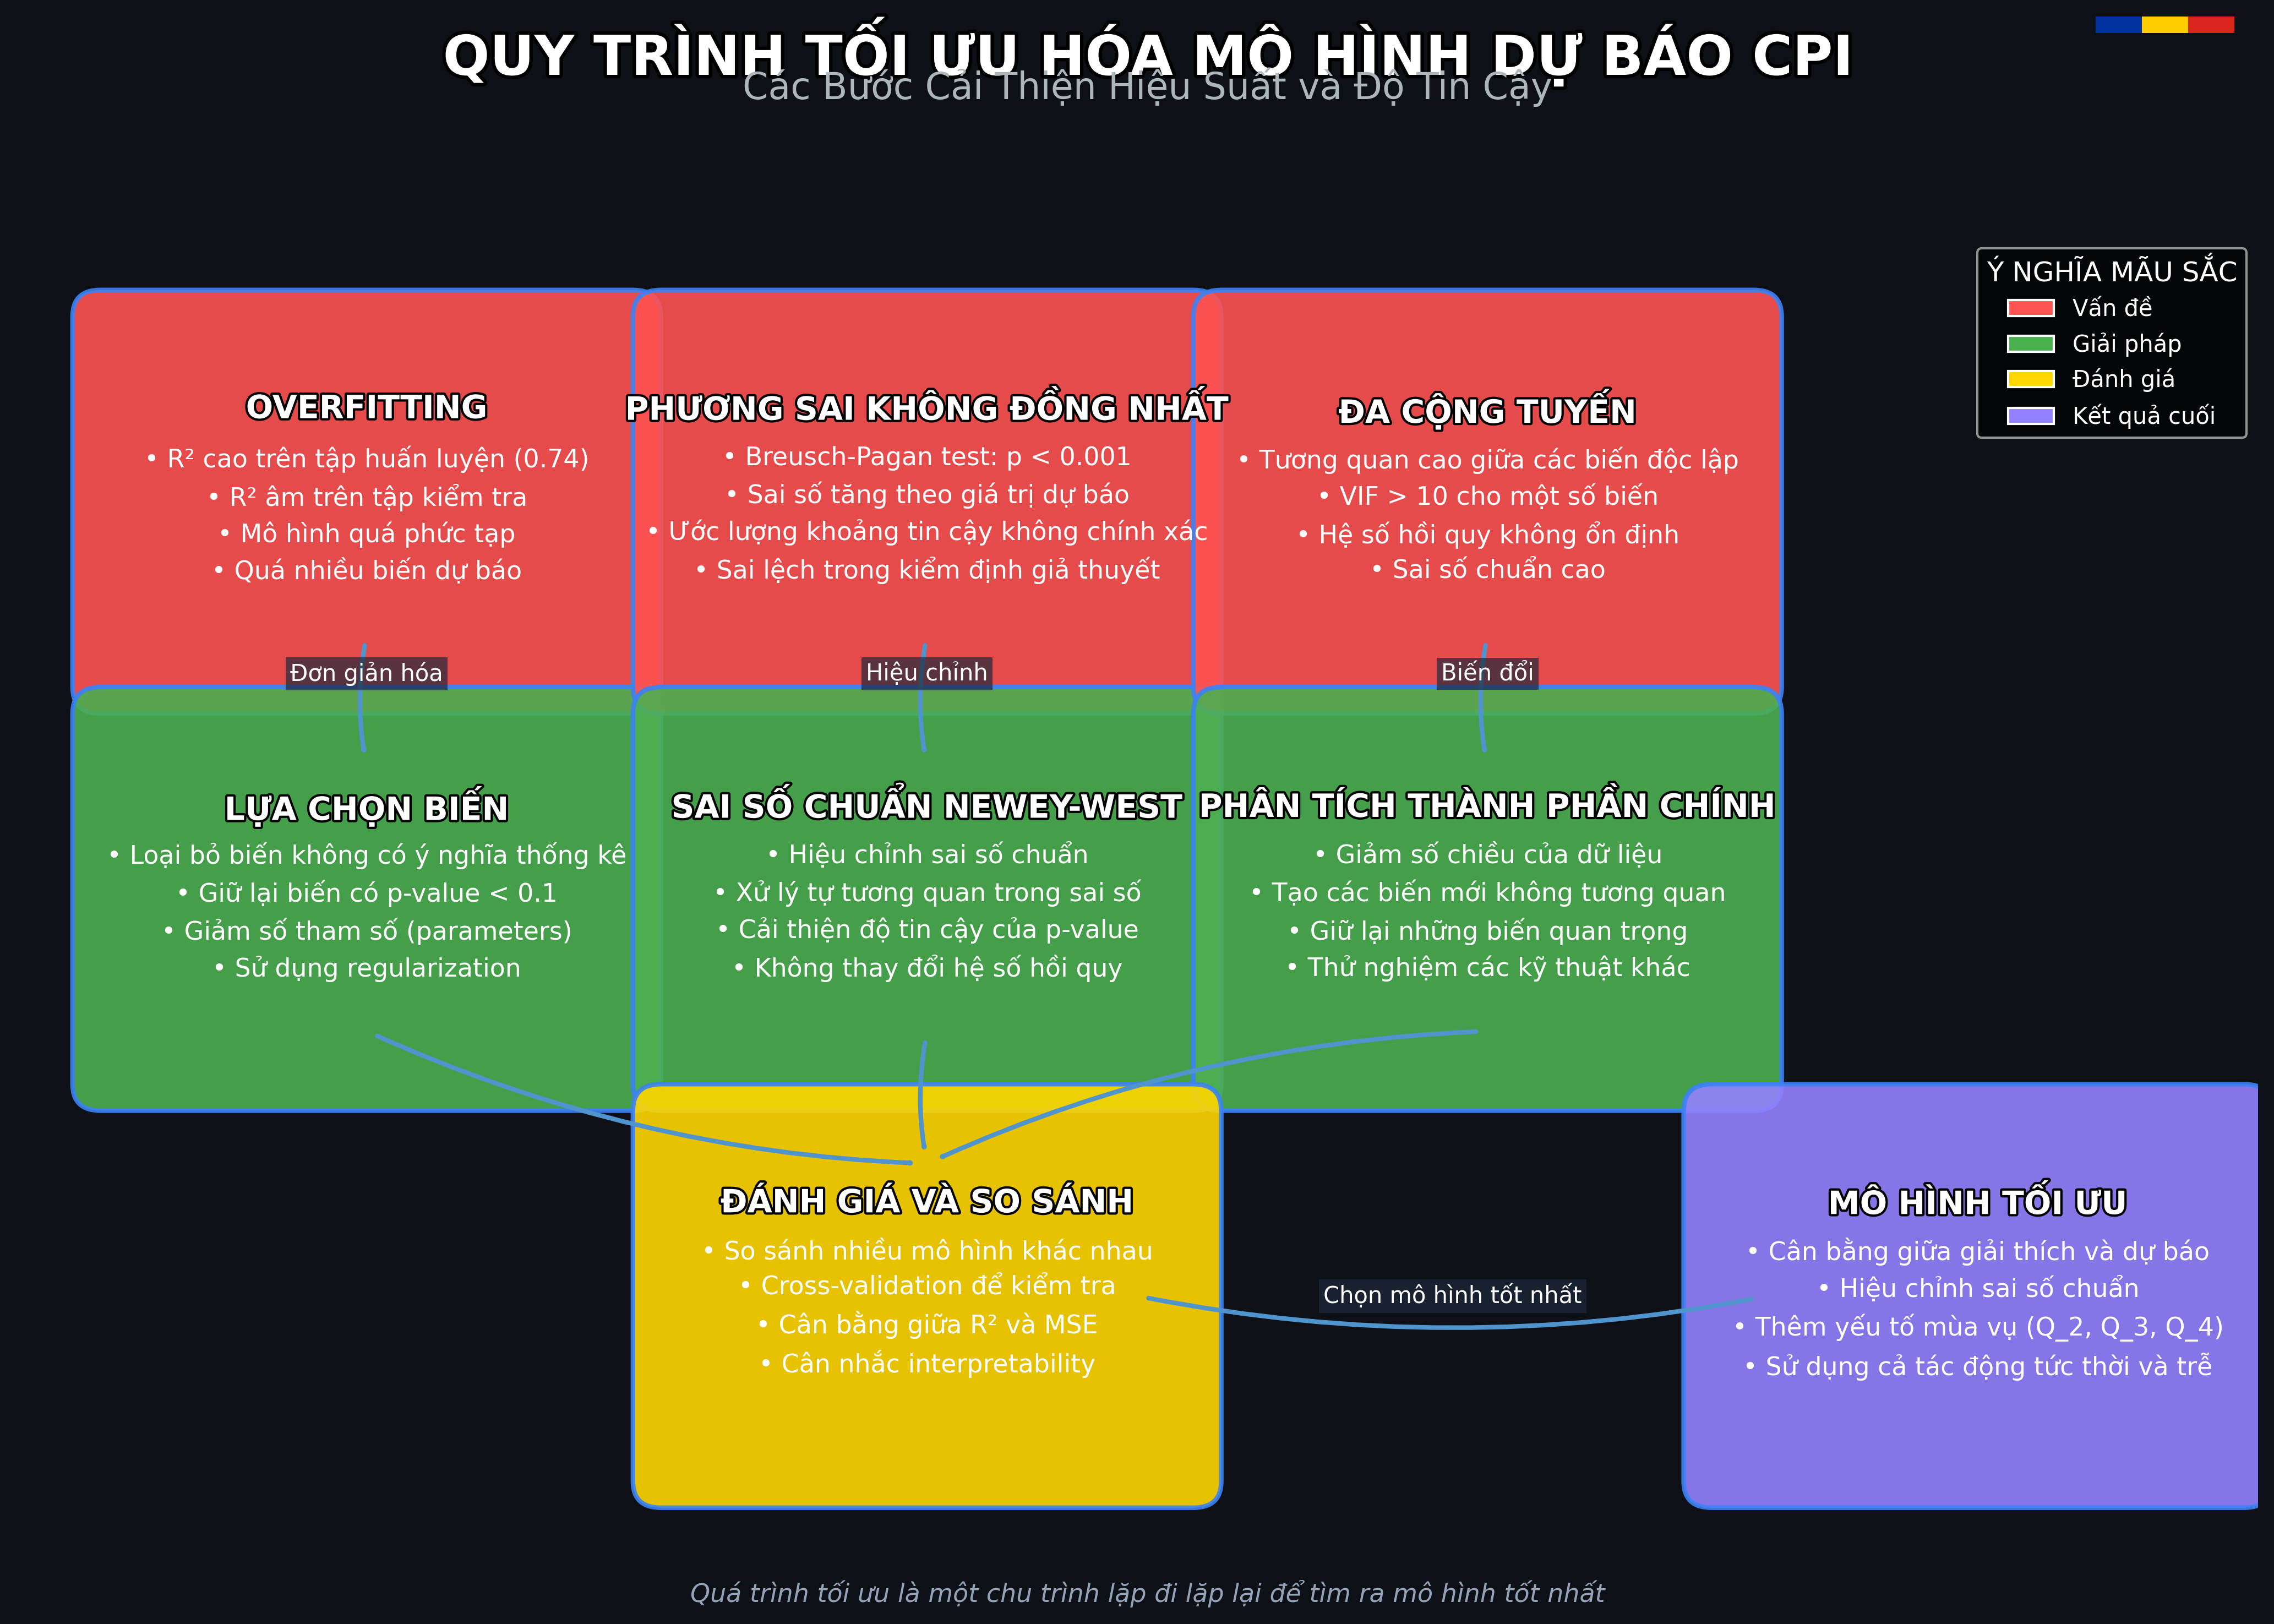 QUY TRÌNH TỐI ƯU HÓA MÔ HÌNH DỰ BÁO CPI
Các Bước Cải Thiện Hiệu Suất và Độ Tin Cậy
Ý NGHĨA MÃU SẮC
Vấn đề
Giải pháp
Đánh giá
Kết quả cuối
OVERFITTING
• R² cao trên tập huấn luyện (0.74)
• R² âm trên tập kiểm tra
• Mô hình quá phức tạp
• Quá nhiều biến dự báo
PHƯƠNG SAI KHÔNG ĐỒNG NHẤT
• Breusch-Pagan test: p < 0.001
• Sai số tăng theo giá trị dự báo
• Ước lượng khoảng tin cậy không chính xác
• Sai lệch trong kiểm định giả thuyết
ĐA CỘNG TUYẾN
• Tương quan cao giữa các biến độc lập
• VIF > 10 cho một số biến
• Hệ số hồi quy không ổn định
• Sai số chuẩn cao
Đơn giản hóa
Hiệu chỉnh
Biến đổi
LỰA CHỌN BIẾN
• Loại bỏ biến không có ý nghĩa thống kê
• Giữ lại biến có p-value < 0.1
• Giảm số tham số (parameters)
• Sử dụng regularization
SAI SỐ CHUẨN NEWEY-WEST
• Hiệu chỉnh sai số chuẩn
• Xử lý tự tương quan trong sai số
• Cải thiện độ tin cậy của p-value
• Không thay đổi hệ số hồi quy
PHÂN TÍCH THÀNH PHẦN CHÍNH
• Giảm số chiều của dữ liệu
• Tạo các biến mới không tương quan
• Giữ lại những biến quan trọng
• Thử nghiệm các kỹ thuật khác
ĐÁNH GIÁ VÀ SO SÁNH
• So sánh nhiều mô hình khác nhau
• Cross-validation để kiểm tra
• Cân bằng giữa R² và MSE
• Cân nhắc interpretability
Chọn mô hình tốt nhất
MÔ HÌNH TỐI ƯU
• Cân bằng giữa giải thích và dự báo
• Hiệu chỉnh sai số chuẩn
• Thêm yếu tố mùa vụ (Q_2, Q_3, Q_4)
• Sử dụng cả tác động tức thời và trễ
Quá trình tối ưu là một chu trình lặp đi lặp lại để tìm ra mô hình tốt nhất